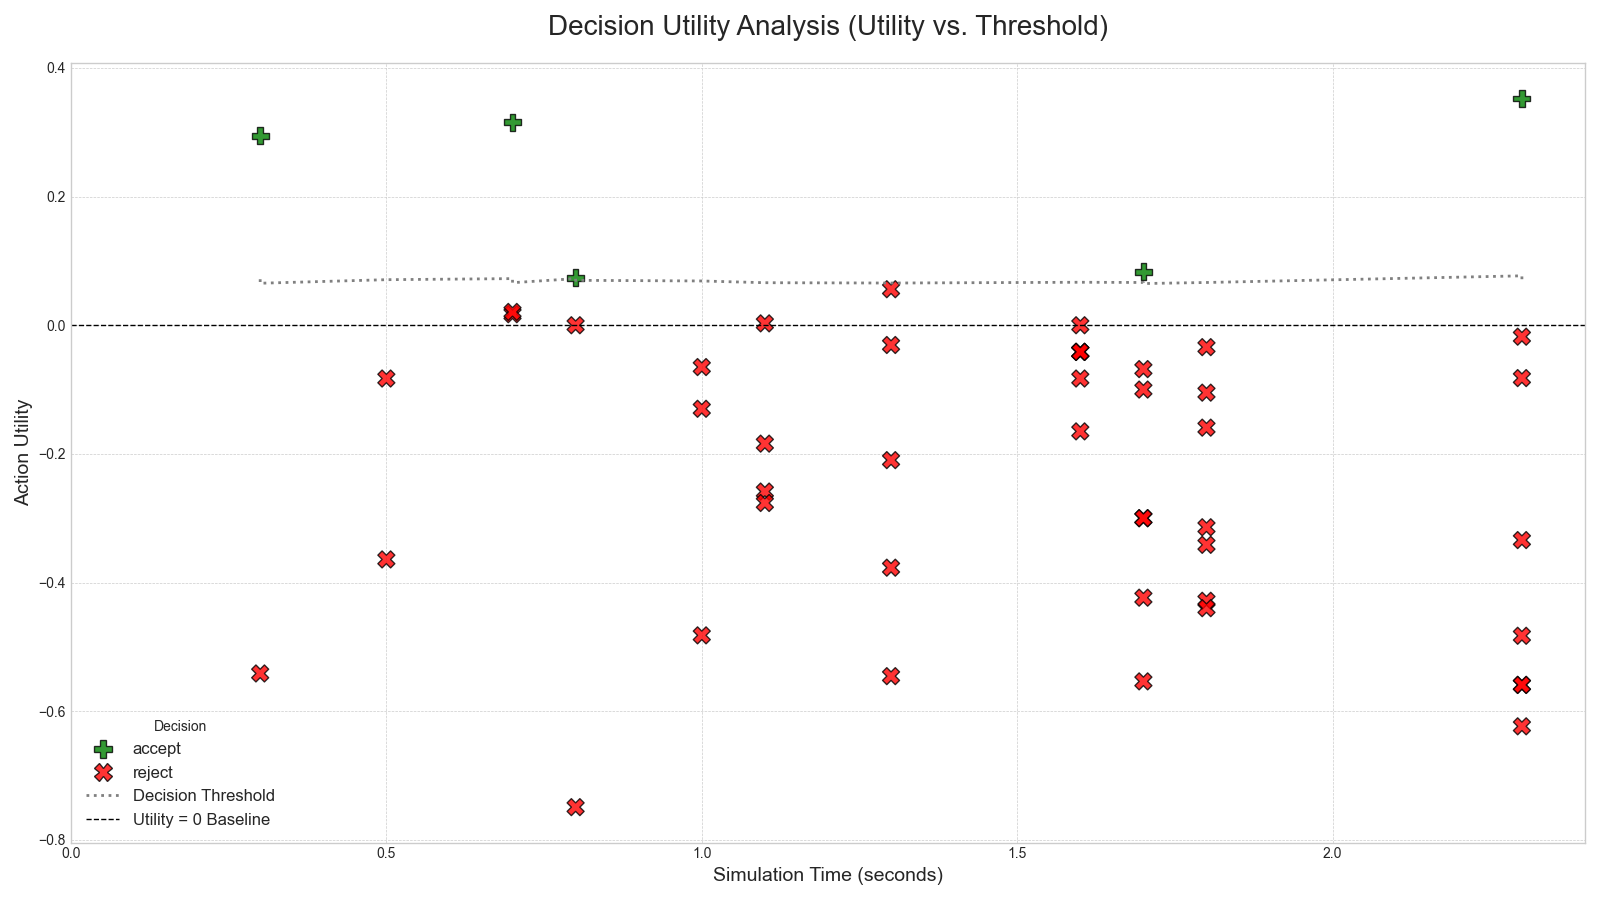 Decision Utility Analysis (Utility vs. Threshold)
0.4
0.2
0.0
−0.2
−0.4
−0.6
−0.8
Action Utility
Decision
accept
reject
Decision Threshold
Utility = 0 Baseline
0.0 0.5 1.0 1.5 2.0
Simulation Time (seconds)